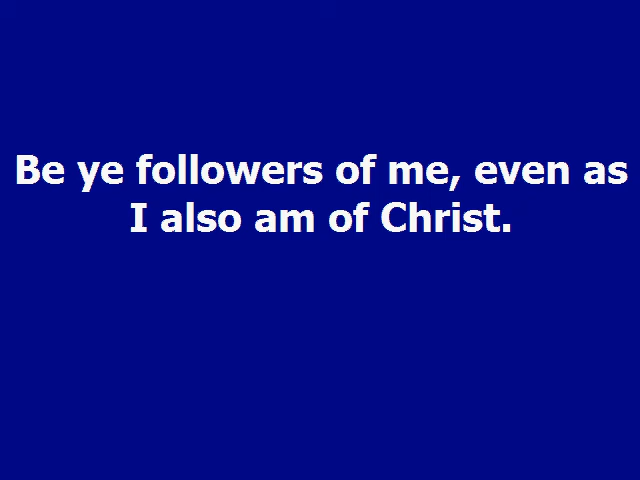 Be ye followers of me, even as
I also am of Christ.